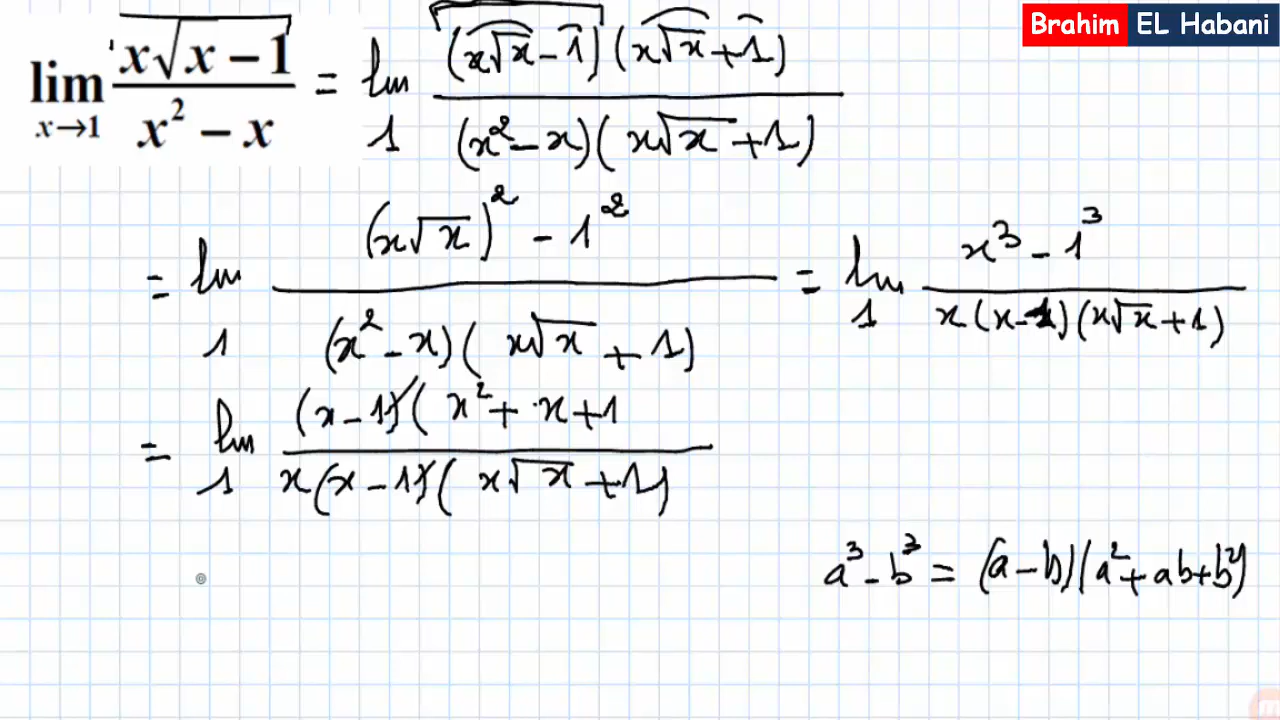 Brahim EL Habani
lim x→1 x√x − 1 / x² − x = lim 1 (x√x − 1)(x√x + 1) / (x² − x)(x√x + 1)
= lim 1 (x√x)² − 1² / (x² − x)(x√x + 1) = lim 1 x³ − 1³ / x(x − 1)(x√x + 1)
= lim 1 (x − 1)(x² + x + 1 / x(x − 1)(x√x + 1)
a³ − b³ = (a − b)(a² + ab + b²)